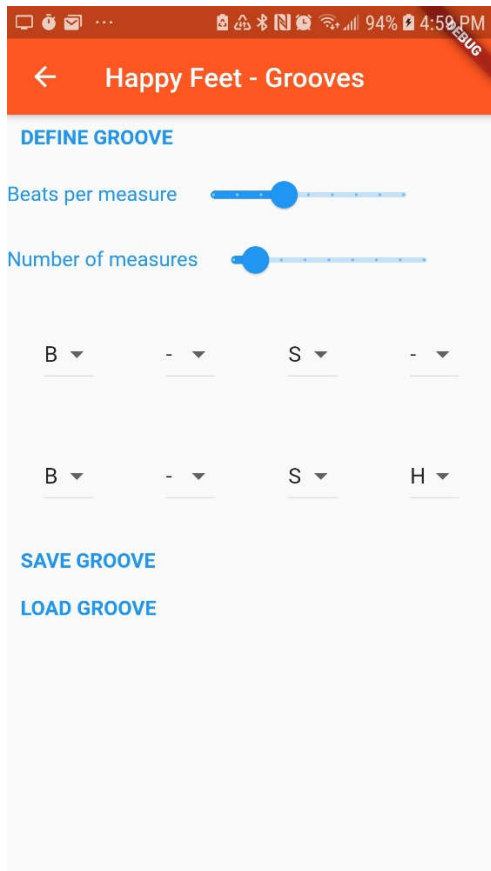 94% 4:59 PM
DEBUG
Happy Feet - Grooves
DEFINE GROOVE
Beats per measure
Number of measures
B - S -
B - S H
SAVE GROOVE
LOAD GROOVE